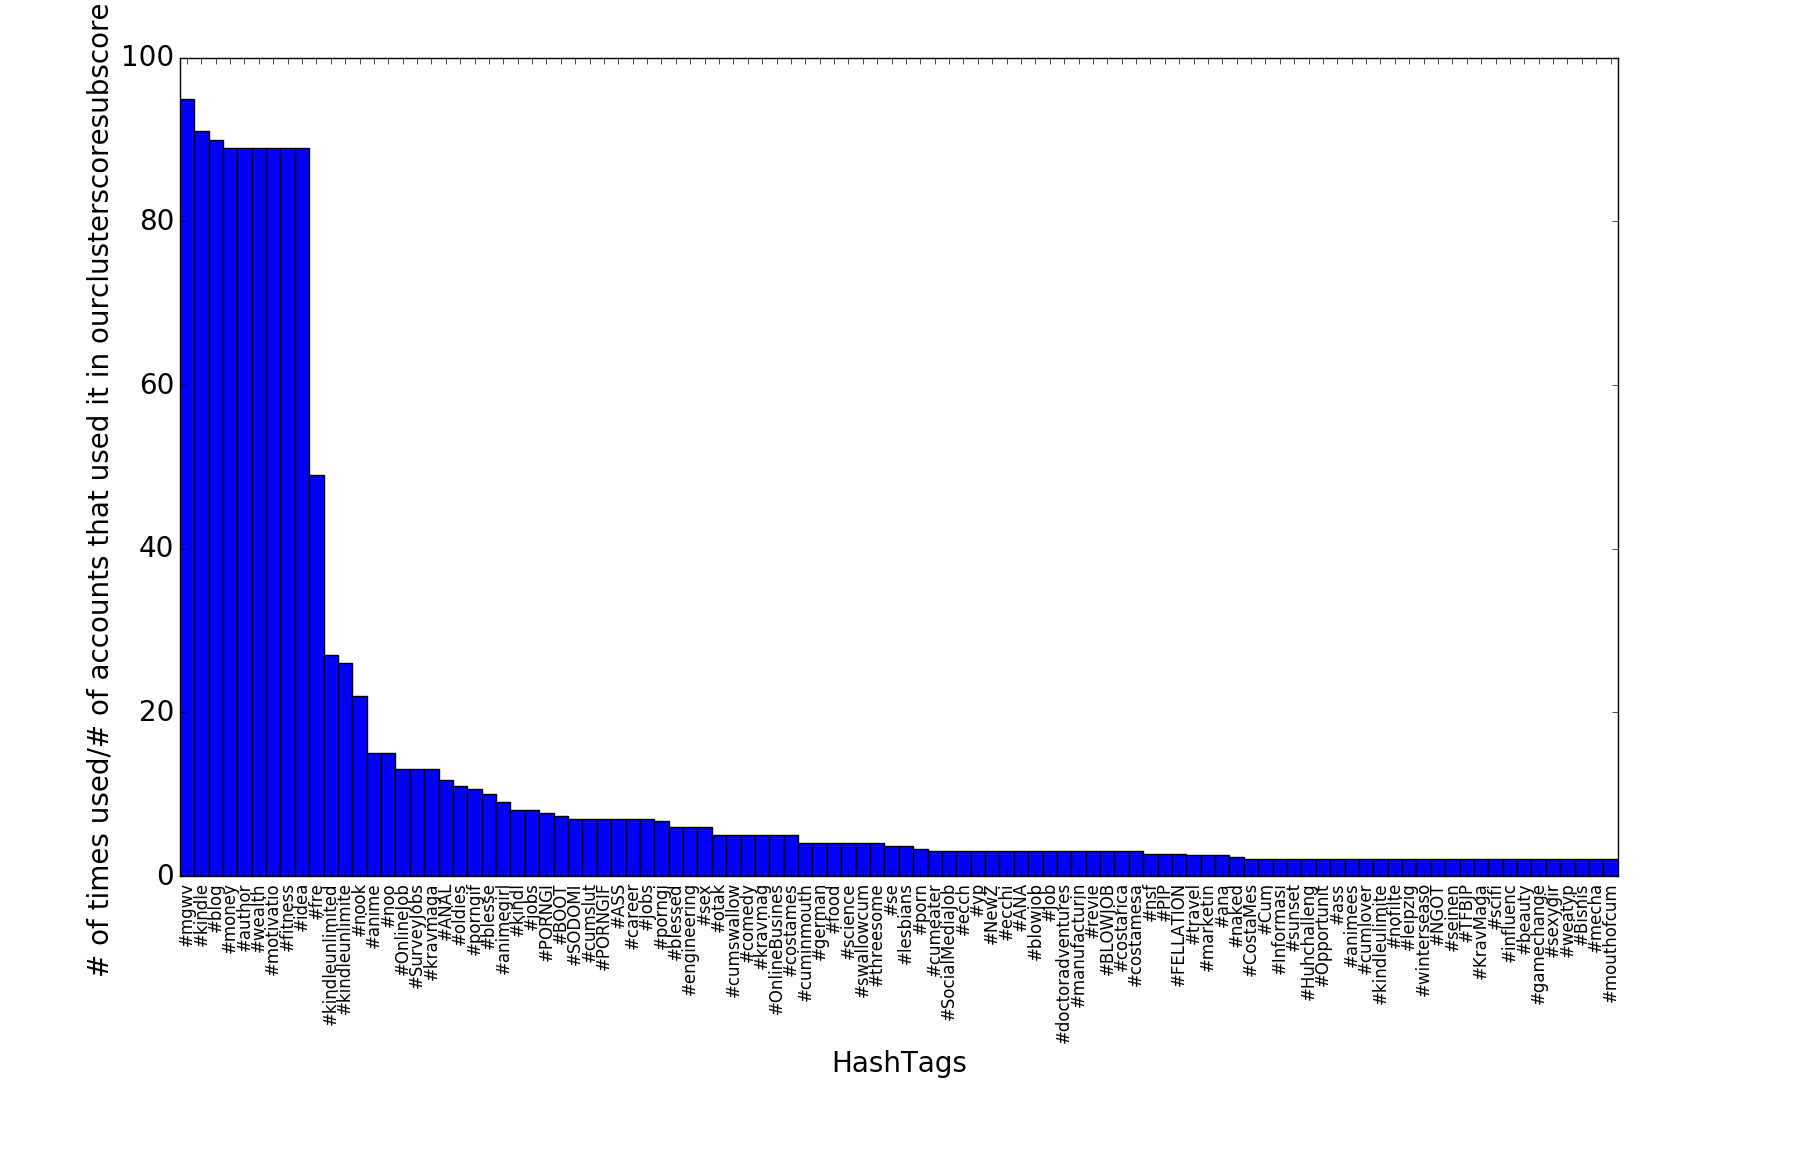 # of times used/# of accounts that used it in ourclusterscoresubscore
100
80
60
40
20
0
#mgwv
#kindle
#blog
#money
#author
#wealth
#motivatio
#fitness
#idea
#fre
#kindleunlimited
#kindleunlimite
#nook
#anime
#noo
#OnlineJob
#SurveyJobs
#kravmaga
#ANAL
#oldies
#porngif
#blesse
#animegirl
#kindl
#jobs
#PORNGI
#BOOT
#SODOMI
#cumslut
#PORNGIF
#ASS
#career
#Jobs
#porngi
#blessed
#engineering
#sex
#otak
#cumswallow
#comedy
#kravmag
#OnlineBusines
#costames
#cuminmouth
#german
#food
#science
#swallowcum
#threesome
#se
#lesbians
#porn
#cumeater
#SocialMediaJob
#ecch
#yp
#NewZ
#ecchi
#ANA
#blowjob
#Job
#doctoradventures
#manufacturin
#reve
#BLOWJOB
#costarica
#costamesa
#nsf
#PIP
#FELLATION
#travel
#marketin
#ana
#naked
#CostaMes
#Cum
#Informasi
#sunset
#Huhchalleng
#Opportunit
#ass
#animees
#cumlover
#kindleulimite
#nofilte
#leipzig
#winterseaso
#NGOT
#seinen
#TFBJP
#KravMaga
#scifi
#influenc
#beauty
#gamechange
#sexygir
#weatyp
#Bisnis
#mecha
#mouthofcum
HashTags